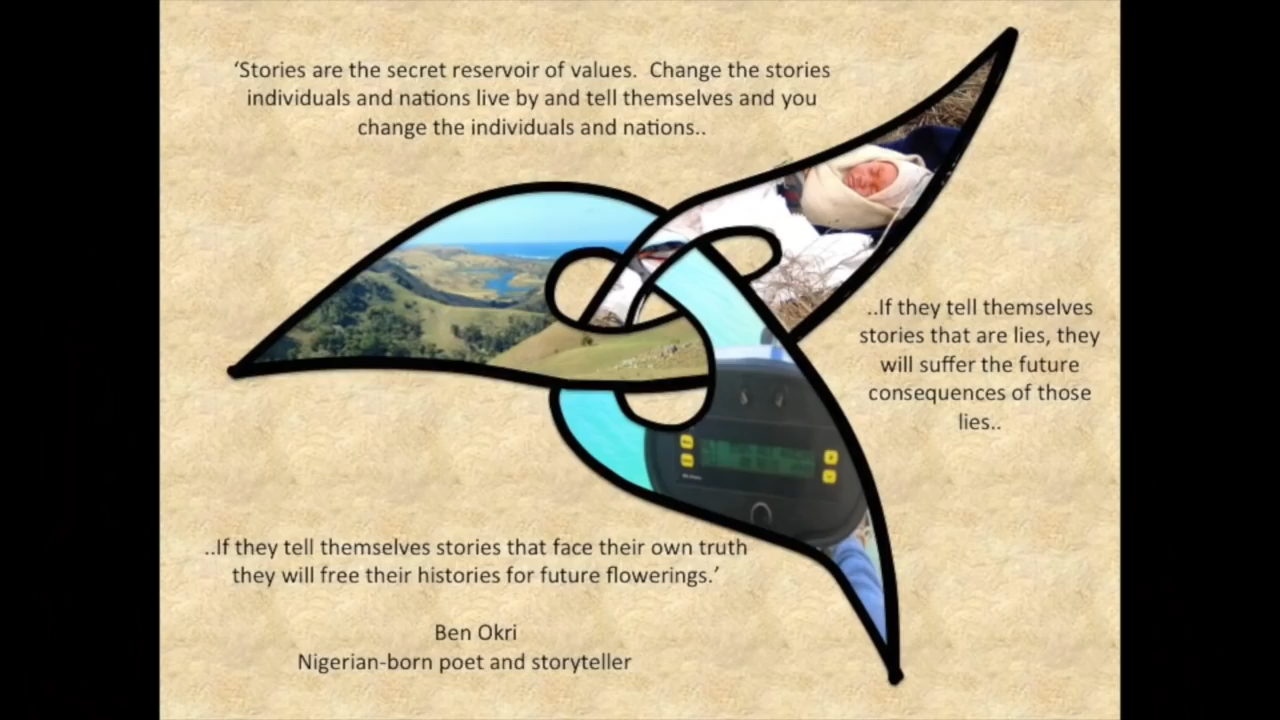 ‘Stories are the secret reservoir of values.  Change the stories
individuals and nations live by and tell themselves and you
change the individuals and nations..
..If they tell themselves
stories that are lies, they
will suffer the future
consequences of those
lies..
..If they tell themselves stories that face their own truth
they will free their histories for future flowerings.’
Ben Okri
Nigerian-born poet and storyteller